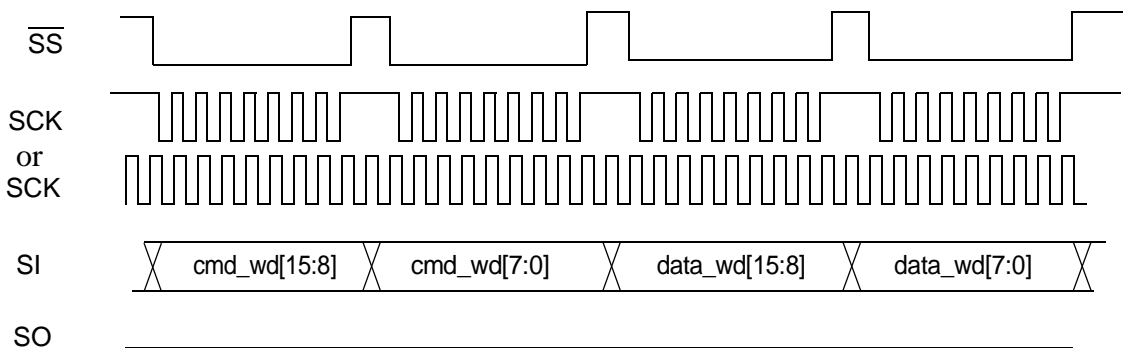 SS
SCK
or
SCK
SI cmd_wd[15:8] cmd_wd[7:0] data_wd[15:8] data_wd[7:0]
SO